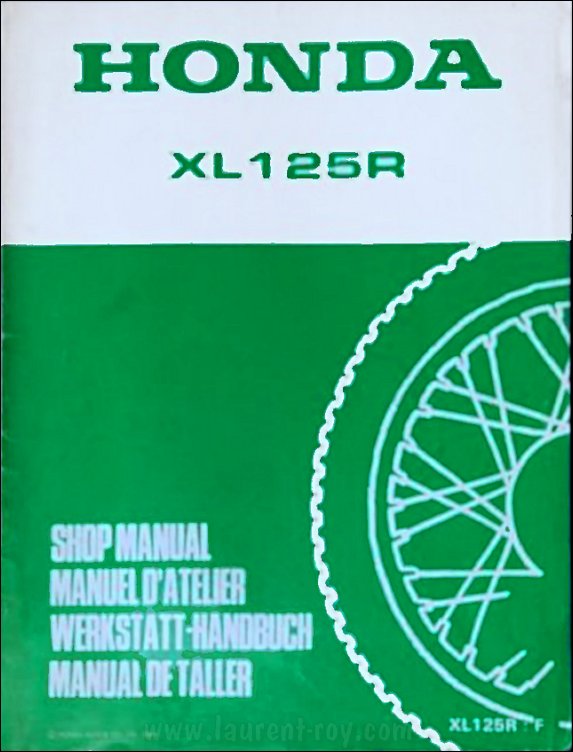 HONDA
XL125R
SHOP MANUAL
MANUEL D'ATELIER
WERKSTATT-HANDBUCH
MANUAL DE TALLER
www.laurent-roy.com
XL125R F